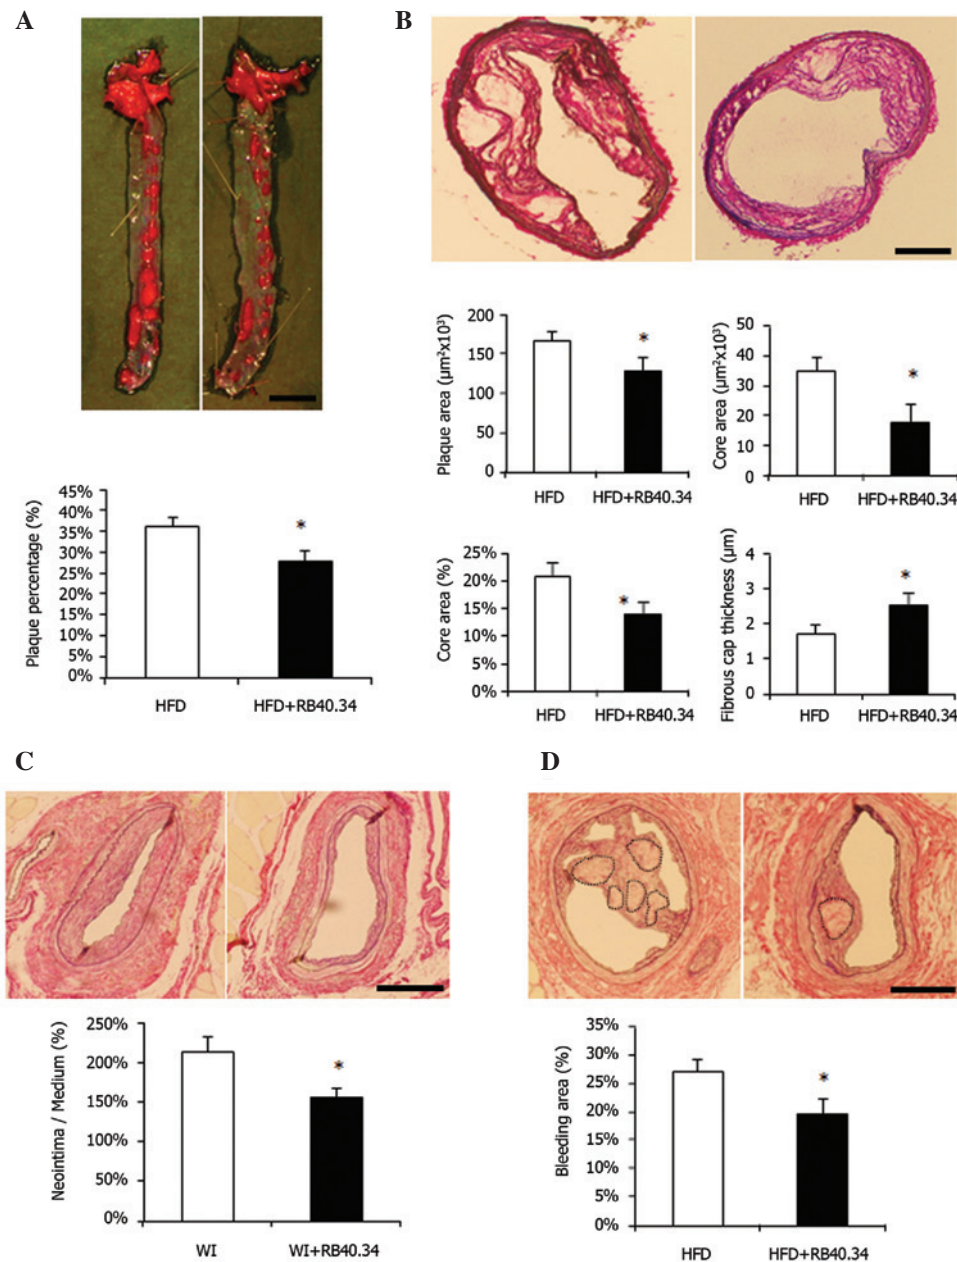 A
B
Plaque percentage (%)
45%
40%
35%
30%
25%
20%
15%
10%
5%
0%
HFD
HFD+RB40.34
Plaque area (µm²x10³)
200
150
100
50
0
*
HFD
HFD+RB40.34
Core area (µm²x10³)
50
40
30
20
10
0
*
HFD
HFD+RB40.34
*
Core area (%)
25%
20%
15%
10%
5%
0%
*
HFD
HFD+RB40.34
Fibrous cap thickness (µm)
4
3
2
1
0
*
HFD
HFD+RB40.34
C
D
Neointima / Medium (%)
250%
200%
150%
100%
50%
0%
*
WI
WI+RB40.34
Bleeding area (%)
35%
30%
25%
20%
15%
10%
5%
0%
*
HFD
HFD+RB40.34